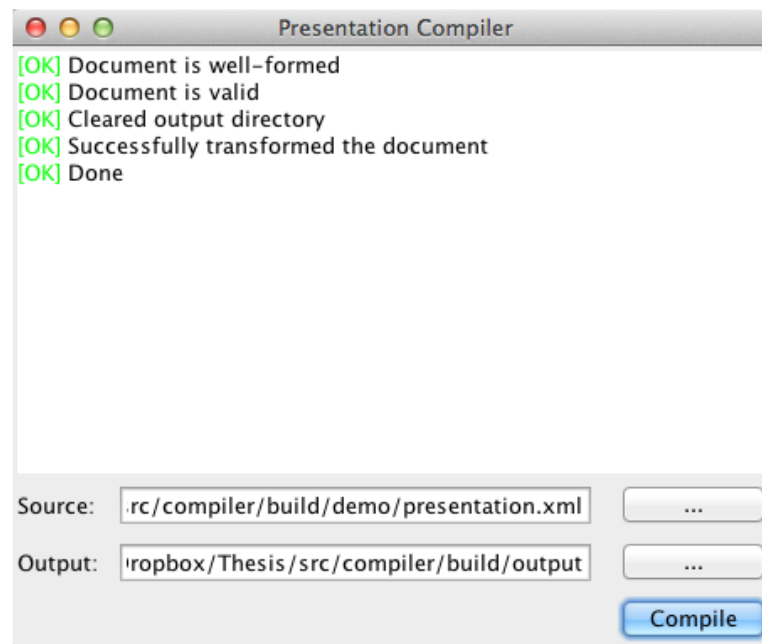 Presentation Compiler
[OK] Document is well-formed
[OK] Document is valid
[OK] Cleared output directory
[OK] Successfully transformed the document
[OK] Done
Source: rc/compiler/build/demo/presentation.xml ...
Output: ropbox/Thesis/src/compiler/build/output ...
Compile